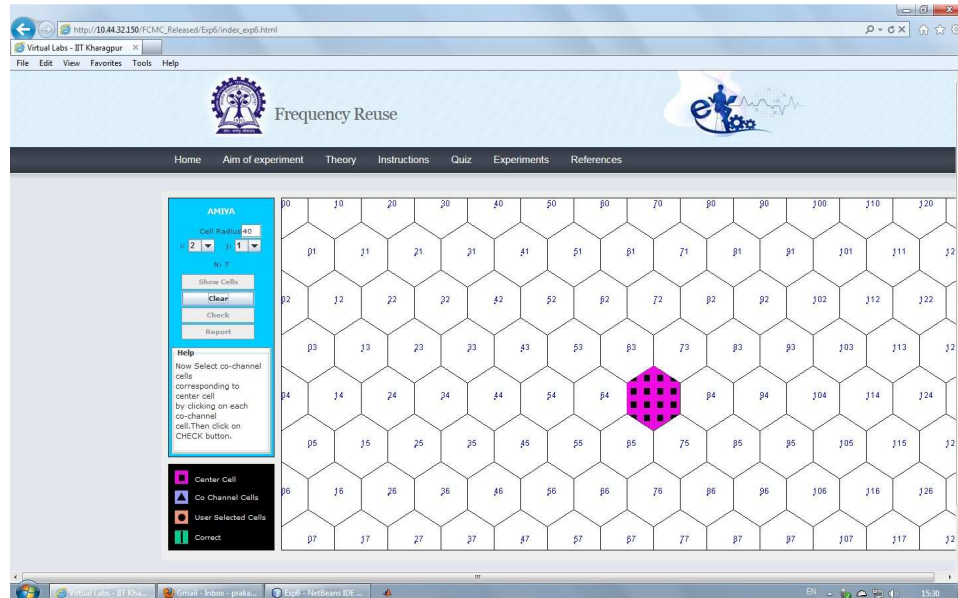 http://10.44.32.150/FCMC_Released/Exp6/index_exp6.html
Virtual Labs - IIT Kharagpur
File Edit View Favorites Tools Help
Frequency Reuse
Home Aim of experiment Theory Instructions Quiz Experiments References
AMIYA
Cell Radius 40
i: 2 j: 1
N: 7
Show Cells
Clear
Check
Report
Help
Now Select co-channel
cells
corresponding to
center cell
by clicking on each
co-channel
cell.Then click on
CHECK button.
Center Cell
Co Channel Cells
User Selected Cells
Correct
00 10 20 30 40 50 60 70 80 90 100 110 120
01 11 21 31 41 51 61 71 81 91 101 111 12
02 12 22 32 42 52 62 72 82 92 102 112 122
03 13 23 33 43 53 63 73 83 93 103 113 12
04 14 24 34 44 54 64 84 94 104 114 124
05 15 25 35 45 55 65 75 85 95 105 115 12
06 16 26 36 46 56 66 76 86 96 106 116 126
07 17 27 37 47 57 67 77 87 97 107 117 12
Virtual Labs - IIT Kha... Gmail - Inbox - praka... Exp6 - NetBeans IDE ... EN 15:30